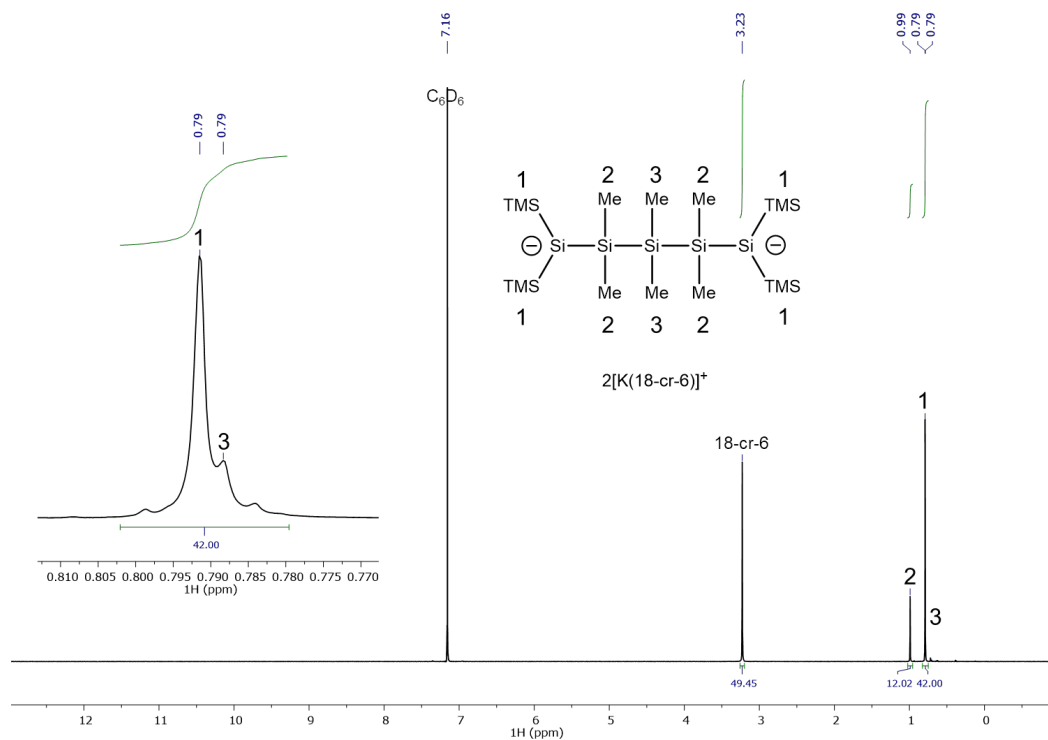 7.16
3.23
0.99
0.79
0.79
0.79
0.79
C6D6
1
2
3
2
1
TMS
Me
Me
Me
TMS
⊖ Si Si Si Si Si ⊖
TMS
Me
Me
Me
TMS
1
2
3
2
1
2[K(18-cr-6)]+
1
3
42.00
0.810 0.805 0.800 0.795 0.790 0.785 0.780 0.775 0.770
1H (ppm)
18-cr-6
1
2
3
49.45
12.02
42.00
12 11 10 9 8 7 6 5 4 3 2 1 0
1H (ppm)